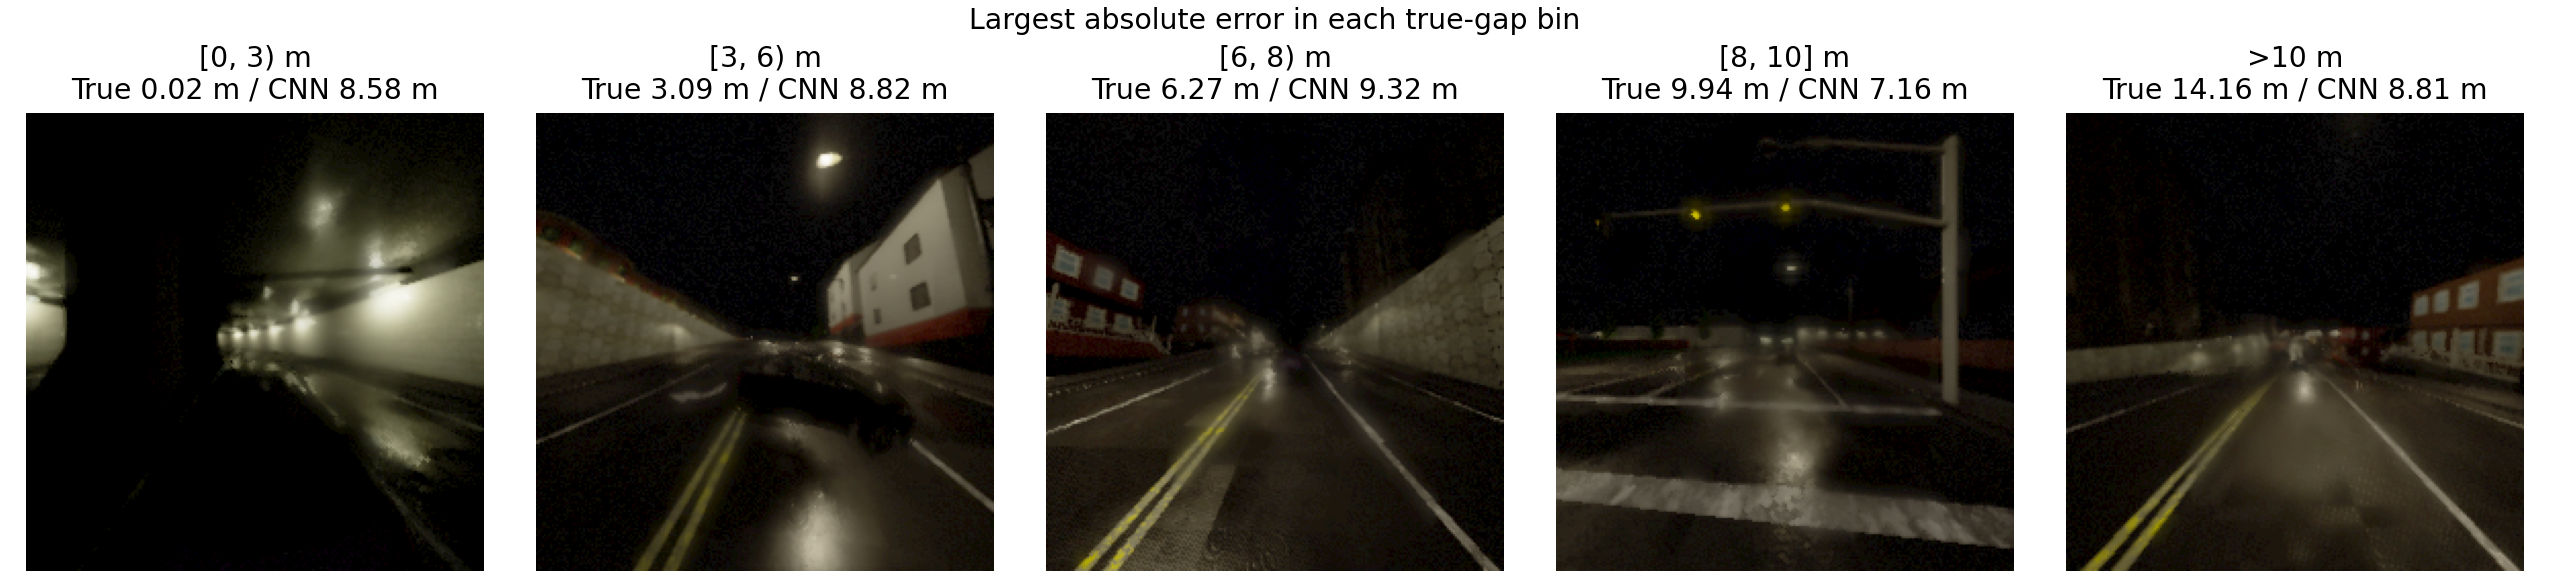 Largest absolute error in each true-gap bin
[0, 3) m
True 0.02 m / CNN 8.58 m
[3, 6) m
True 3.09 m / CNN 8.82 m
[6, 8) m
True 6.27 m / CNN 9.32 m
[8, 10] m
True 9.94 m / CNN 7.16 m
>10 m
True 14.16 m / CNN 8.81 m